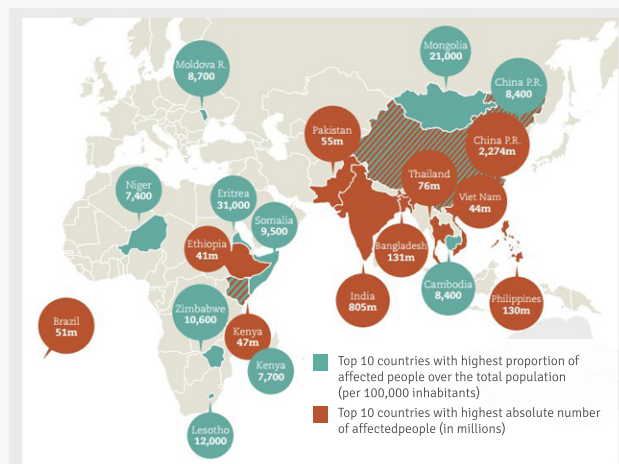 Mongolia
21,000
Moldova R.
8,700
China P.R.
8,400
Pakistan
55m
China P.R.
2,274m
Thailand
76m
Niger
7,400
Eritrea
31,000
Viet Nam
44m
Somalia
9,500
Ethiopia
41m
Bangladesh
131m
Cambodia
8,400
India
805m
Philippines
130m
Zimbabwe
10,600
Brazil
51m
Kenya
47m
Kenya
7,700
Lesotho
12,000
Top 10 countries with highest proportion of
affected people over the total population
(per 100,000 inhabitants)
Top 10 countries with highest absolute number
of affectedpeople (in millions)